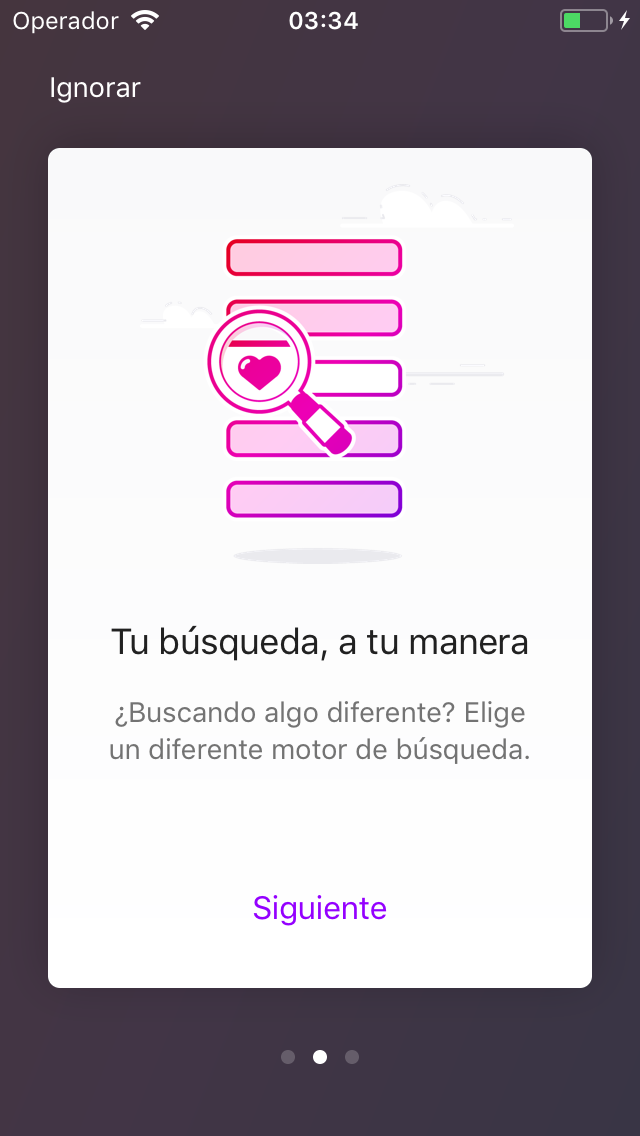 Operador 03:34
Ignorar
Tu búsqueda, a tu manera
¿Buscando algo diferente? Elige
un diferente motor de búsqueda.
Siguiente